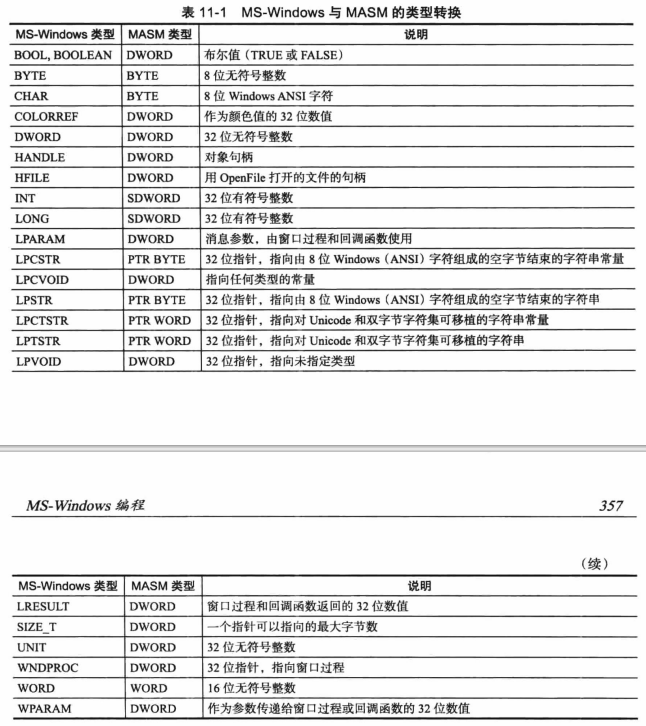 表 11-1 MS-Windows 与 MASM 的类型转换
MS-Windows 类型 MASM 类型 说明
BOOL, BOOLEAN DWORD 布尔值（TRUE 或 FALSE）
BYTE BYTE 8 位无符号整数
CHAR BYTE 8 位 Windows ANSI 字符
COLORREF DWORD 作为颜色值的 32 位数值
DWORD DWORD 32 位无符号整数
HANDLE DWORD 对象句柄
HFILE DWORD 用 OpenFile 打开的文件的句柄
INT SDWORD 32 位有符号整数
LONG SDWORD 32 位有符号整数
LPARAM DWORD 消息参数，由窗口过程和回调函数使用
LPCSTR PTR BYTE 32 位指针，指向由 8 位 Windows（ANSI）字符组成的空字节结束的字符串常量
LPCVOID DWORD 指向任何类型的常量
LPSTR PTR BYTE 32 位指针，指向由 8 位 Windows（ANSI）字符组成的空字节结束的字符串
LPCTSTR PTR WORD 32 位指针，指向对 Unicode 和双字节字符集可移植的字符串常量
LPTSTR PTR WORD 32 位指针，指向对 Unicode 和双字节字符集可移植的字符串
LPVOID DWORD 32 位指针，指向未指定类型
MS-Windows 编程 357
（续）
MS-Windows 类型 MASM 类型 说明
LRESULT DWORD 窗口过程和回调函数返回的 32 位数值
SIZE_T DWORD 一个指针可以指向的最大字节数
UNIT DWORD 32 位无符号整数
WNDPROC DWORD 32 位指针，指向窗口过程
WORD WORD 16 位无符号整数
WPARAM DWORD 作为参数传递给窗口过程或回调函数的 32 位数值